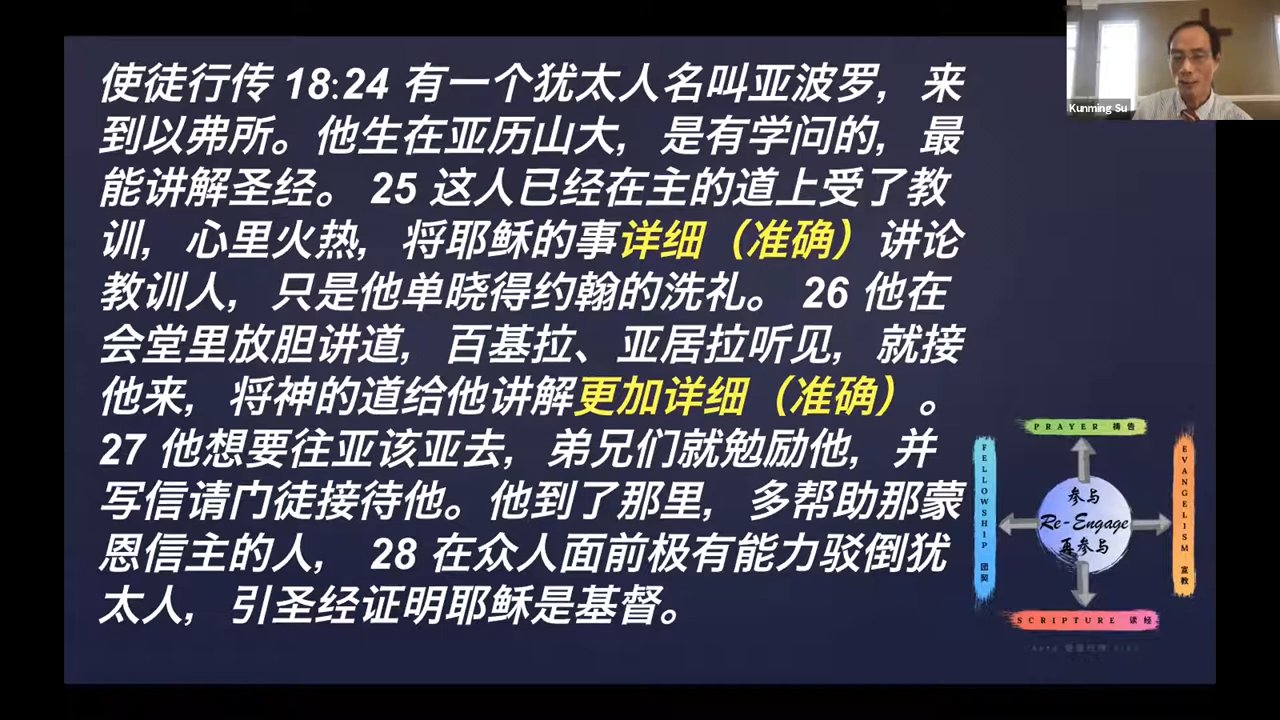 使徒行传 18:24 有一个犹太人名叫亚波罗，来
到以弗所。他生在亚历山大，是有学问的，最
能讲解圣经。 25 这人已经在主的道上受了教
训，心里火热，将耶稣的事详细（准确）讲论
教训人，只是他单晓得约翰的洗礼。 26 他在
会堂里放胆讲道，百基拉、亚居拉听见，就接
他来，将神的道给他讲解更加详细（准确）。
27 他想要往亚该亚去，弟兄们就勉励他，并
写信请门徒接待他。他到了那里，多帮助那蒙
恩信主的人， 28 在众人面前极有能力驳倒犹
太人，引圣经证明耶稣是基督。
Kunming Su
PRAYER 祷告
FELLOWSHIP 团契
参与
Re-Engage
再参与
EVANGELISM 宣教
SCRIPTURE 读经